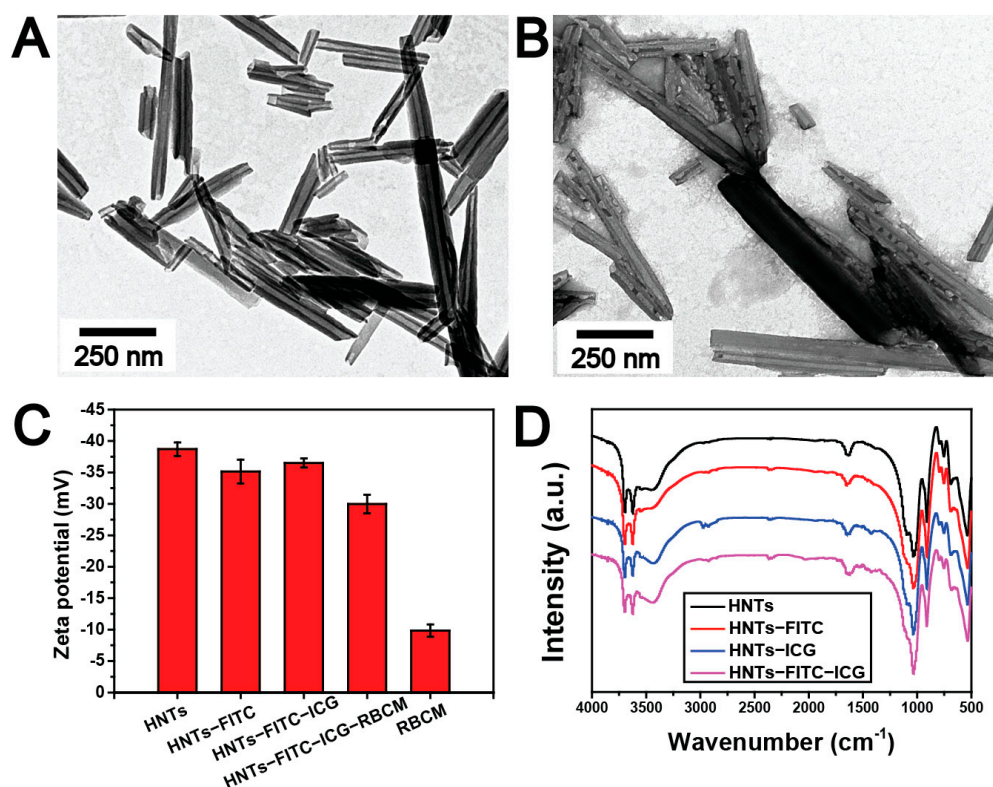 A
250 nm
B
250 nm
C
Zeta potential (mV)
-45
-40
-35
-30
-25
-20
-15
-10
-5
0
HNTs
HNTs−FITC
HNTs−FITC−ICG
HNTs−FITC−ICG−RBCM
RBCM
D
Intensity (a.u.)
HNTs
HNTs−FITC
HNTs−ICG
HNTs−FITC−ICG
4000 3500 3000 2500 2000 1500 1000 500
Wavenumber (cm⁻¹)